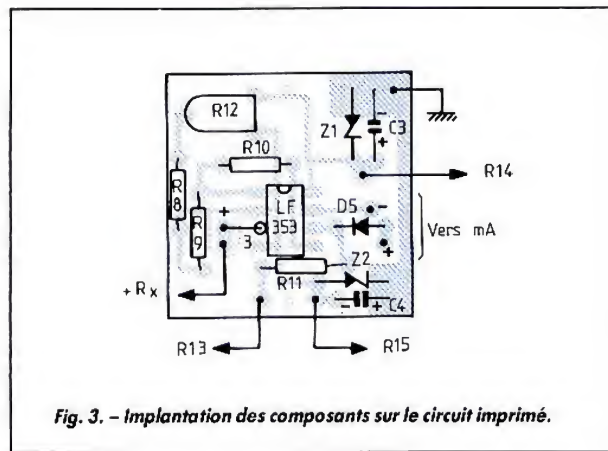 R12
Z1
-
+
C3
R10
R14
R8
R9
+
3
LF
353
D5
-
+
Vers mA
Z2
R11
+Rx
- + C4
R13
R15
Fig. 3. – Implantation des composants sur le circuit imprimé.